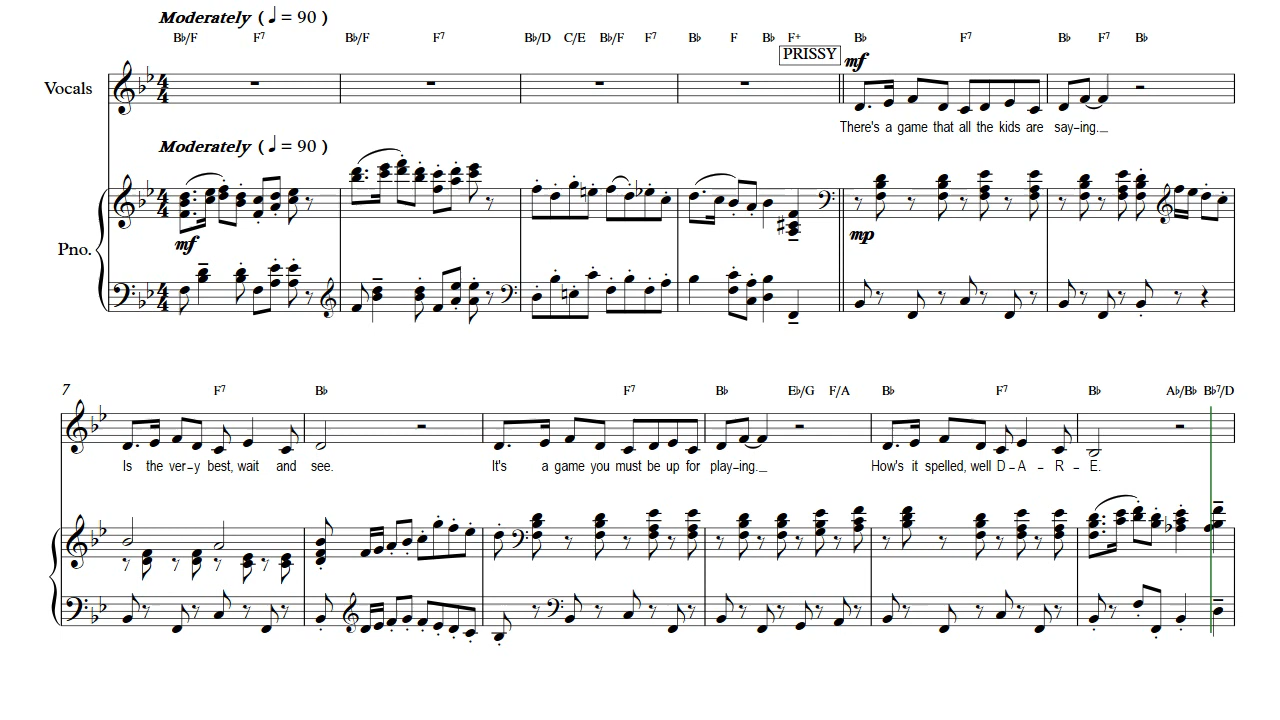 Moderately (♩ = 90 )
B♭/F F7 B♭/F F7 B♭/D C/E B♭/F F7 B♭ F B♭ F+ B♭ F7 B♭ F7 B♭
PRISSY mf
Vocals
There's a game that all the kids are say-ing._
Moderately (♩ = 90 )
mf mp
Pno.
7 F7 B♭ F7 B♭ E♭/G F/A B♭ F7 B♭ A♭/B♭ B♭7/D
Is the ver-y best, wait and see. It's a game you must be up for play-ing._ How's it spelled, well D-A-R-E.